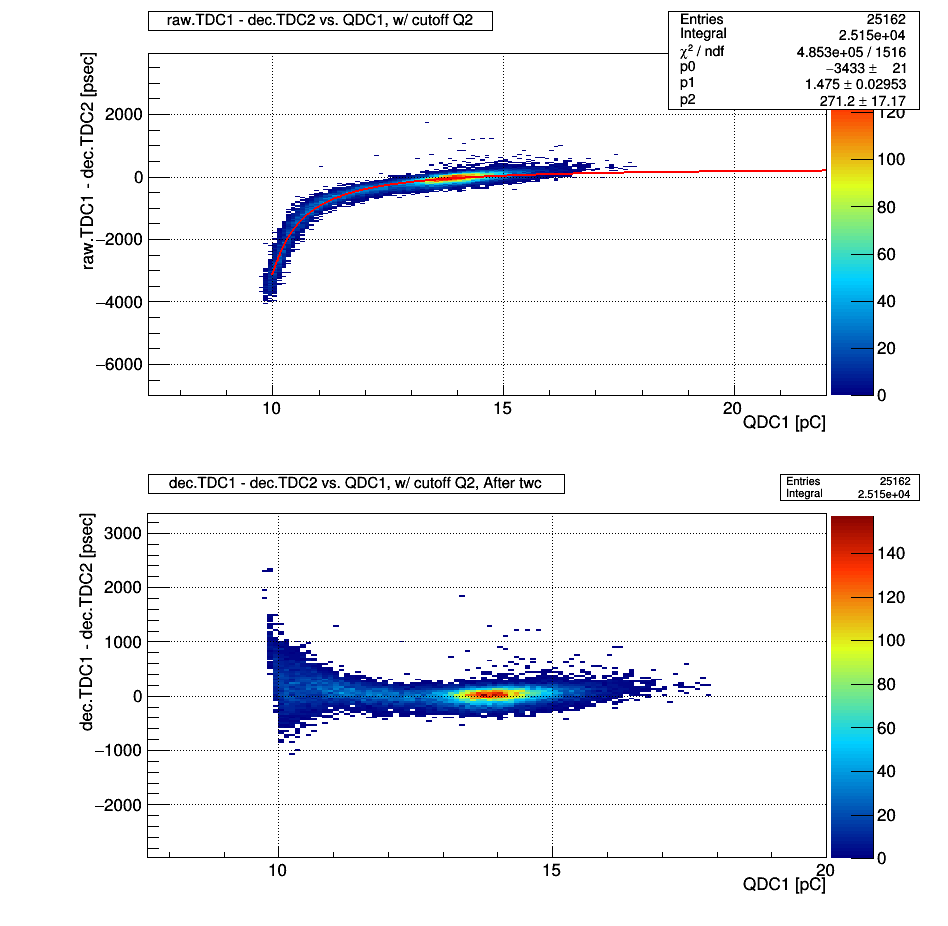 raw.TDC1 - dec.TDC2 vs. QDC1, w/ cutoff Q2
Entries 25162
Integral 2.515e+04
χ² / ndf 4.853e+05 / 1516
p0 −3433 ± 21
p1 1.475 ± 0.02953
p2 271.2 ± 17.17
raw.TDC1 - dec.TDC2 [psec]
2000
0
−2000
−4000
−6000
10
15
20
QDC1 [pC]
120
100
80
60
40
20
0
dec.TDC1 - dec.TDC2 vs. QDC1, w/ cutoff Q2, After twc
Entries 25162
Integral 2.515e+04
dec.TDC1 - dec.TDC2 [psec]
3000
2000
1000
0
−1000
−2000
10
15
20
QDC1 [pC]
140
120
100
80
60
40
20
0